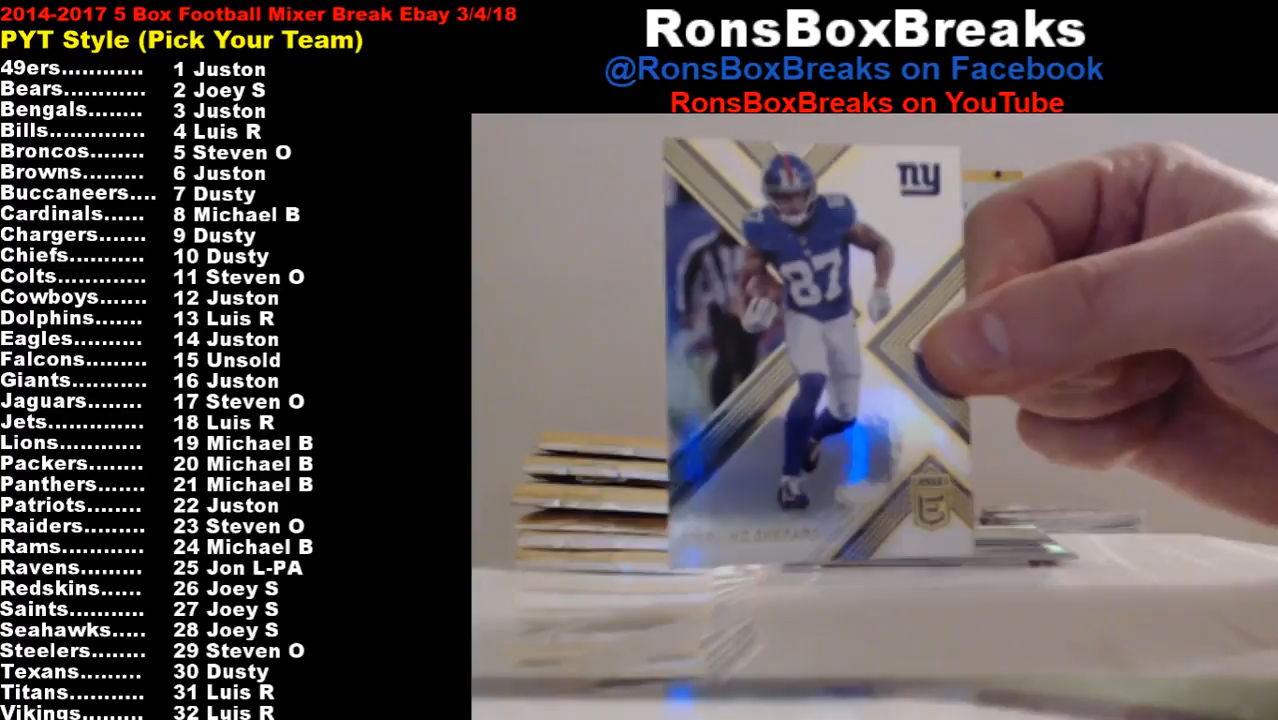 2014-2017 5 Box Football Mixer Break Ebay 3/4/18
PYT Style (Pick Your Team)
49ers............ 1 Juston
Bears............ 2 Joey S
Bengals........ 3 Juston
Bills.............. 4 Luis R
Broncos........ 5 Steven O
Browns......... 6 Juston
Buccaneers.... 7 Dusty
Cardinals...... 8 Michael B
Chargers....... 9 Dusty
Chiefs........... 10 Dusty
Colts............. 11 Steven O
Cowboys....... 12 Juston
Dolphins....... 13 Luis R
Eagles.......... 14 Juston
Falcons......... 15 Unsold
Giants........... 16 Juston
Jaguars........ 17 Steven O
Jets.............. 18 Luis R
Lions............ 19 Michael B
Packers........ 20 Michael B
Panthers....... 21 Michael B
Patriots........ 22 Juston
Raiders......... 23 Steven O
Rams............ 24 Michael B
Ravens......... 25 Jon L-PA
Redskins...... 26 Joey S
Saints........... 27 Joey S
Seahawks..... 28 Joey S
Steelers........ 29 Steven O
Texans......... 30 Dusty
Titans........... 31 Luis R
Vikings......... 32 Luis R
RonsBoxBreaks
@RonsBoxBreaks on Facebook
RonsBoxBreaks on YouTube
ny
87
87
E